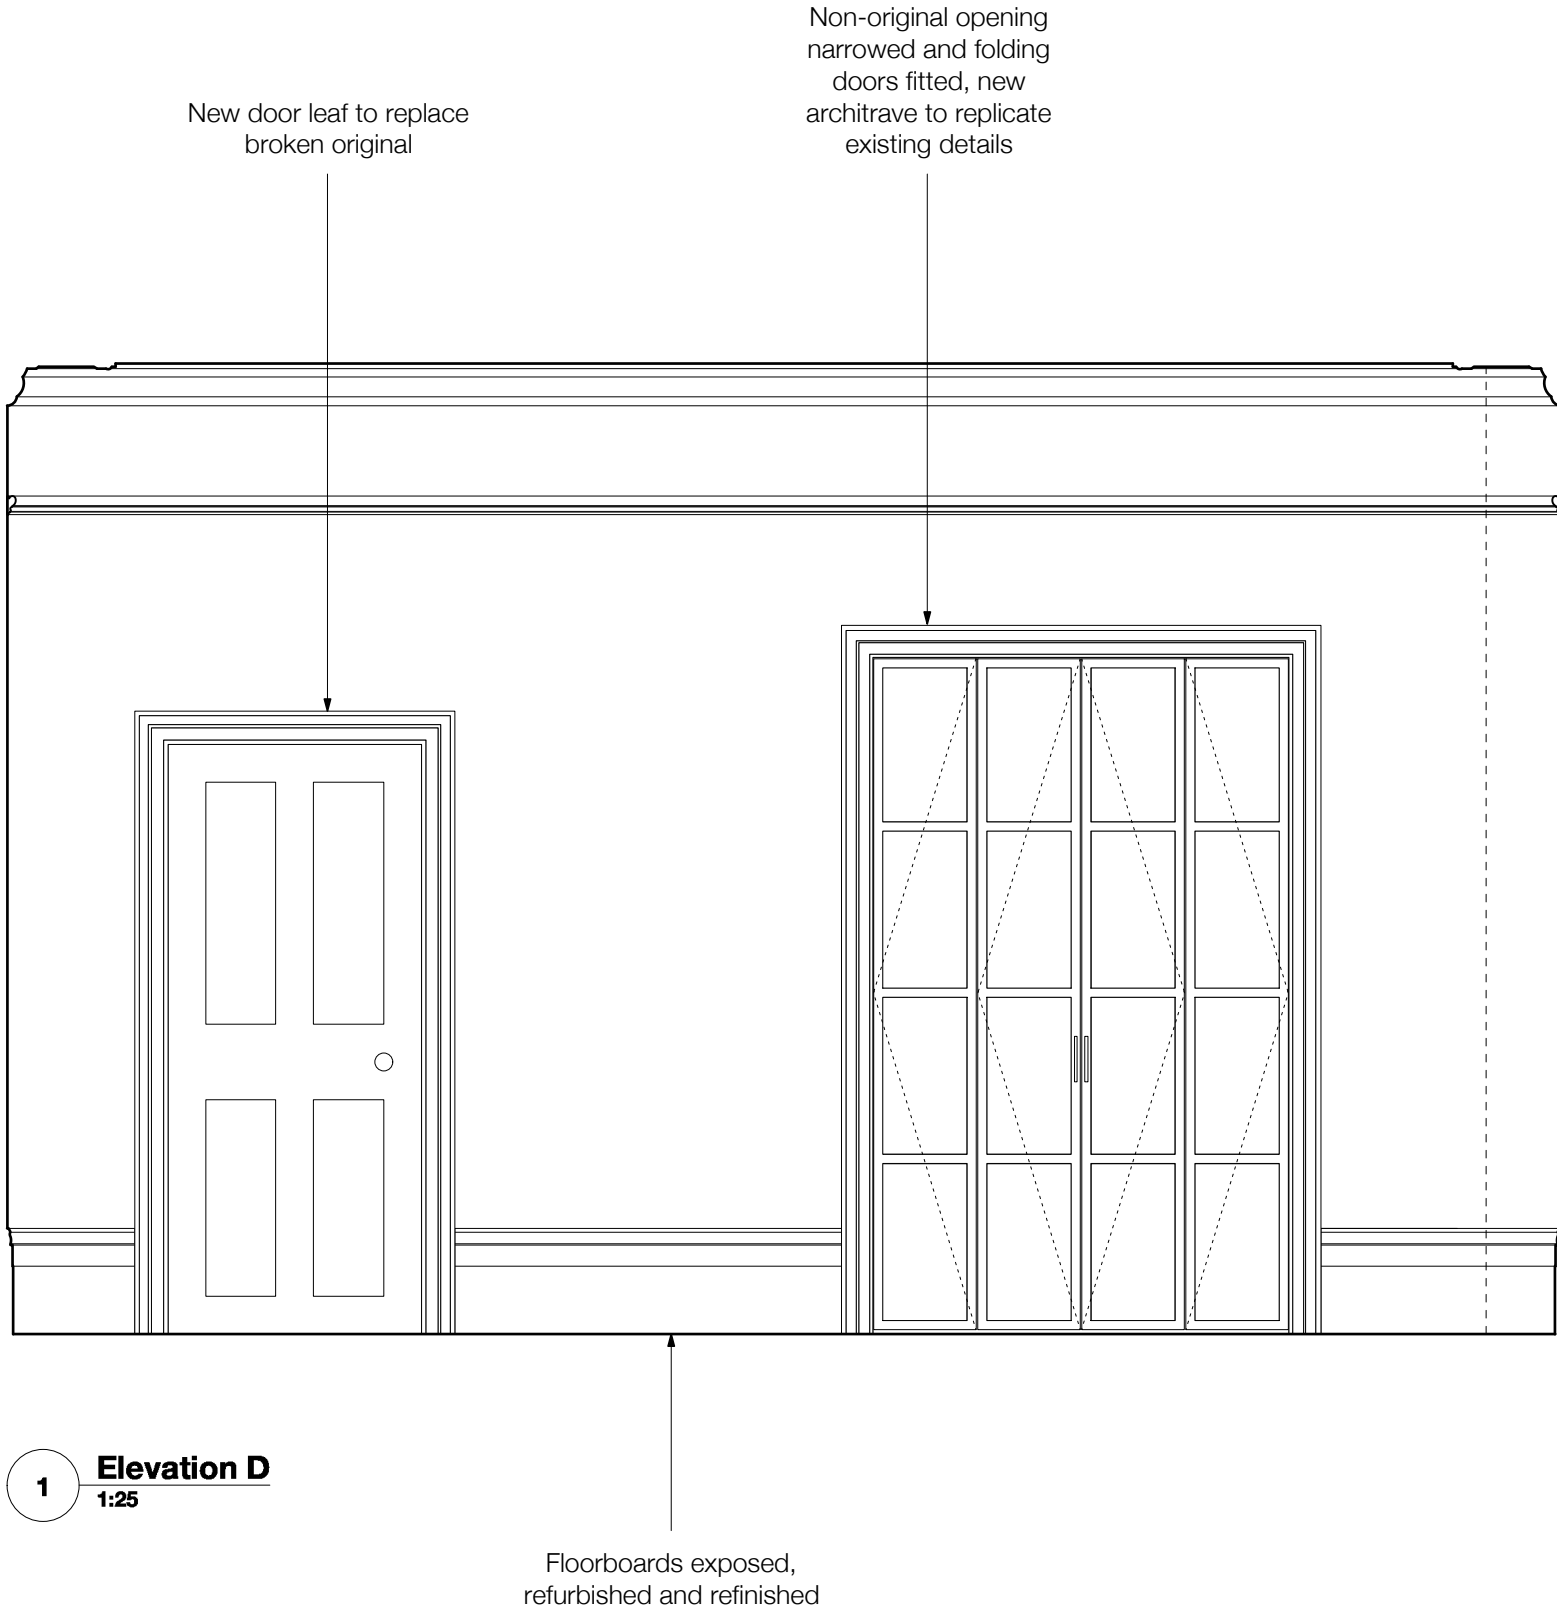 Non-original opening
narrowed and folding
doors fitted, new
architrave to replicate
existing details
New door leaf to replace
broken original
1
Elevation D
1:25
Floorboards exposed,
refurbished and refinished